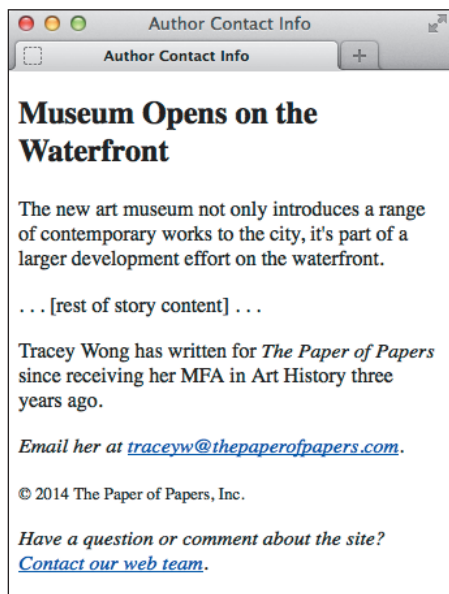 Author Contact Info
Author Contact Info
Museum Opens on the
Waterfront
The new art museum not only introduces a range
of contemporary works to the city, it's part of a
larger development effort on the waterfront.
. . . [rest of story content] . . .
Tracey Wong has written for The Paper of Papers
since receiving her MFA in Art History three
years ago.
Email her at traceyw@thepaperofpapers.com.
© 2014 The Paper of Papers, Inc.
Have a question or comment about the site?
Contact our web team.